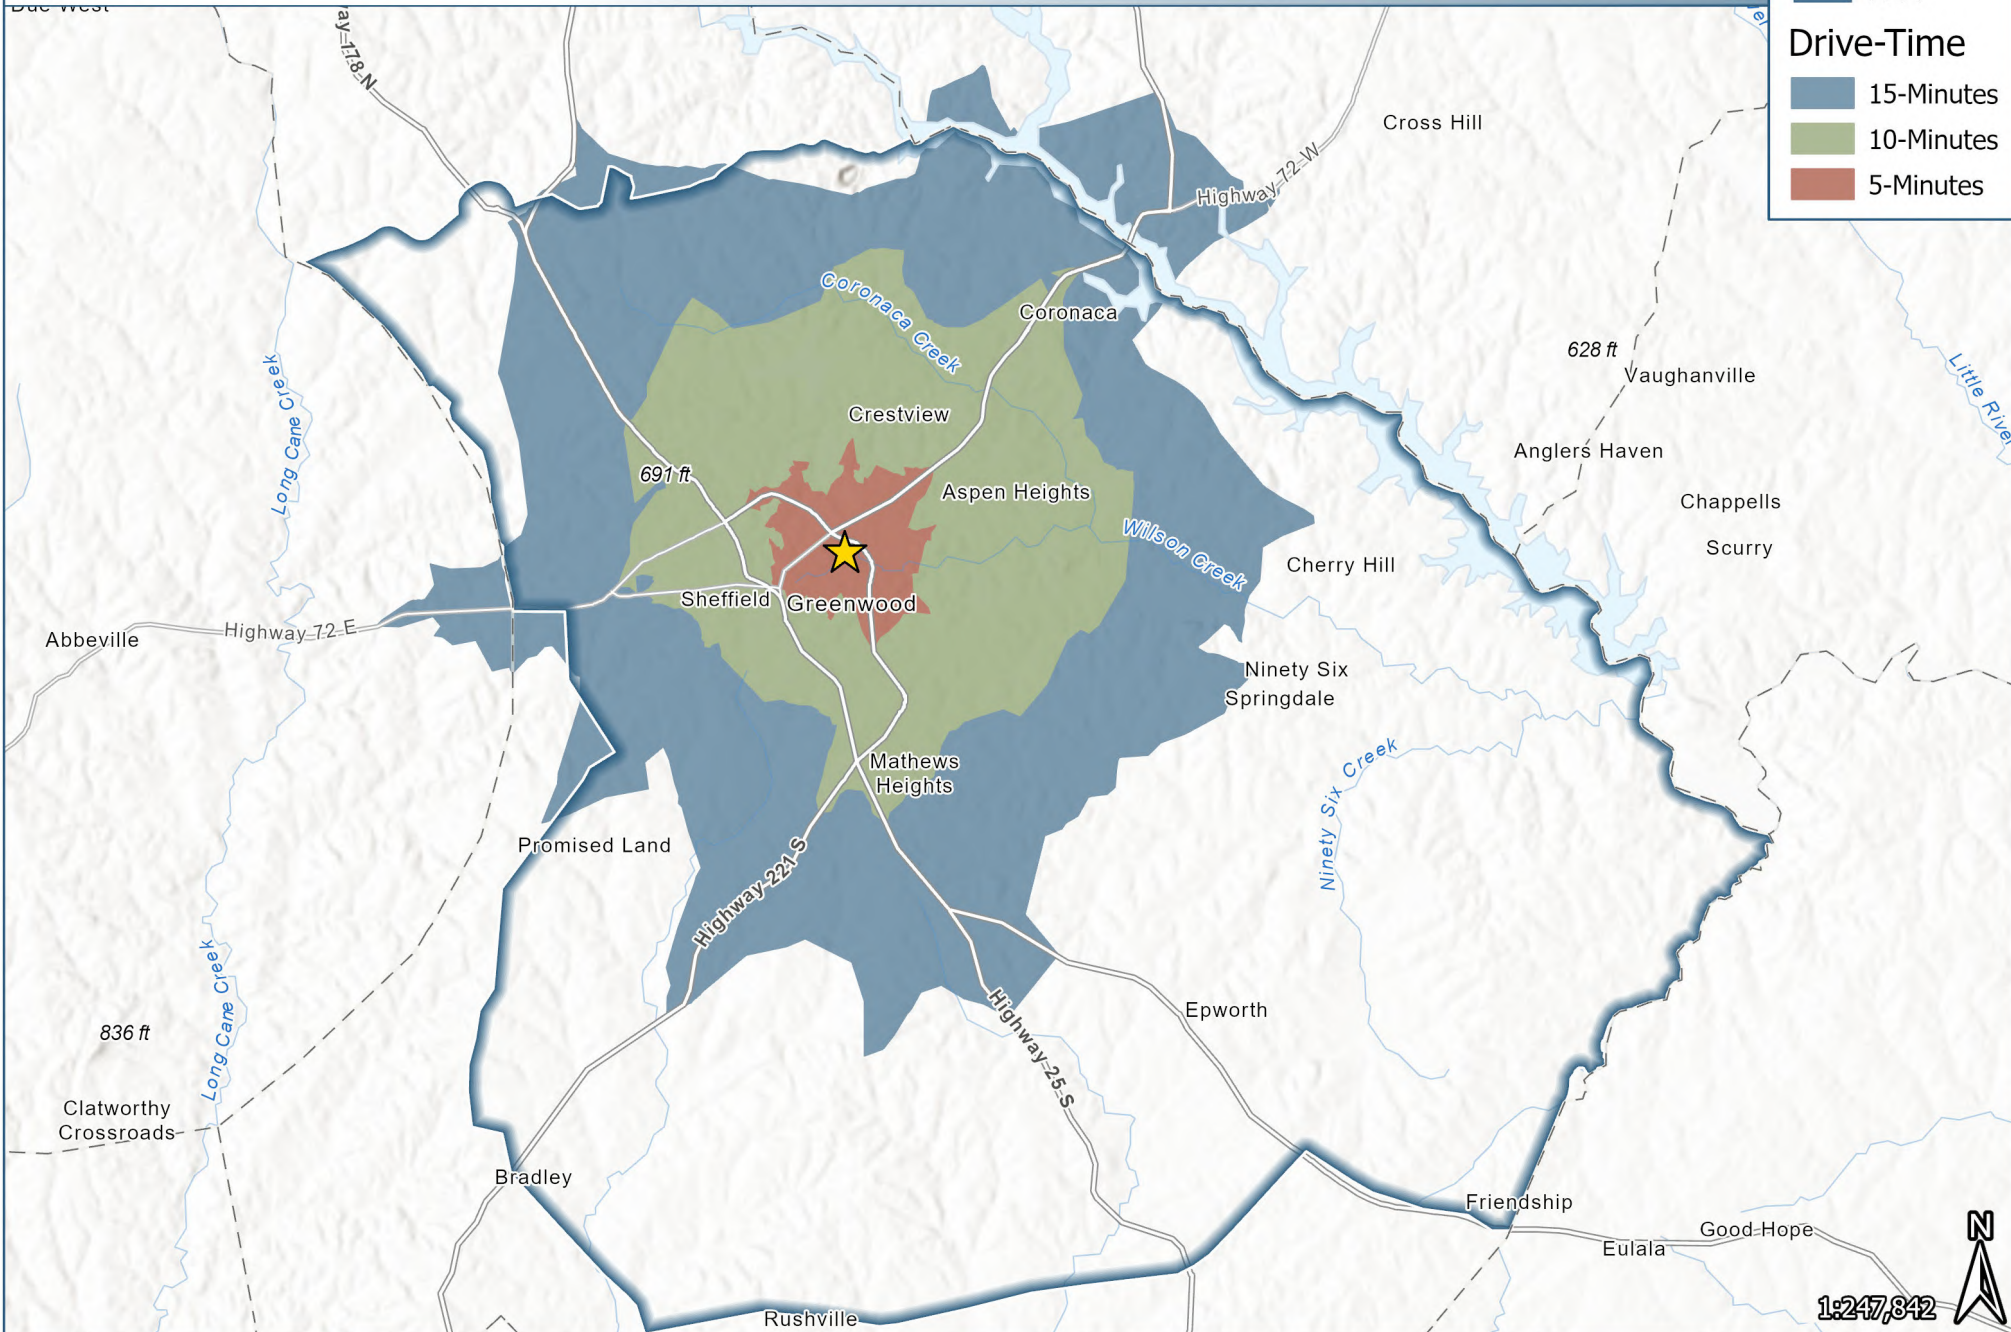 Due West
Drive-Time
15-Minutes
10-Minutes
5-Minutes
Cross Hill
Highway 72 W
Coronaca Creek
Coronaca
628 ft
Vaughanville
Long Cane Creek
Little River
Crestview
691 ft
Anglers Haven
Aspen Heights
Chappells
Wilson Creek
Scurry
Cherry Hill
Sheffield
Greenwood
Highway 72 E
Abbeville
Ninety Six
Springdale
Mathews
Heights
Ninety Six Creek
Promised Land
Highway 221 S
Long Cane Creek
Epworth
836 ft
Highway 25 S
Clatworthy
Crossroads
Bradley
Friendship
Good Hope
Eulala
N
1:247,842
Rushville